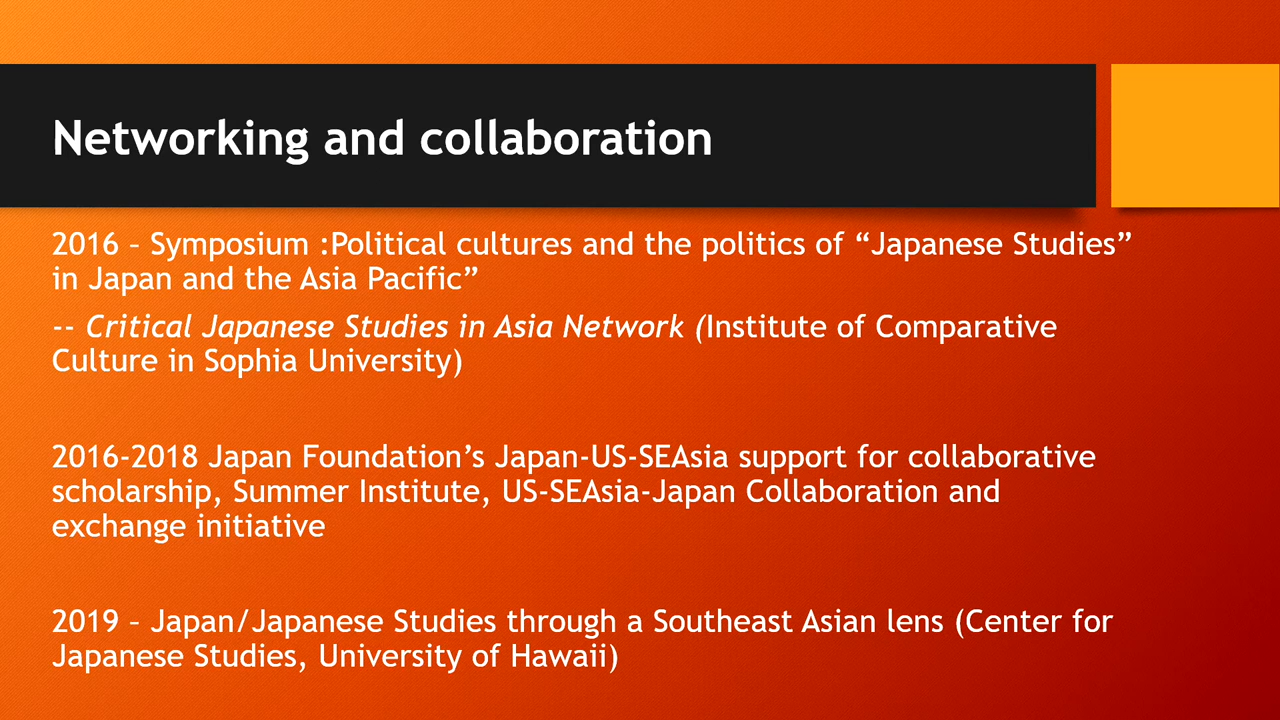 Networking and collaboration
2016 – Symposium :Political cultures and the politics of “Japanese Studies”
in Japan and the Asia Pacific”
-- Critical Japanese Studies in Asia Network (Institute of Comparative
Culture in Sophia University)
2016-2018 Japan Foundation’s Japan-US-SEAsia support for collaborative
scholarship, Summer Institute, US-SEAsia-Japan Collaboration and
exchange initiative
2019 – Japan/Japanese Studies through a Southeast Asian lens (Center for
Japanese Studies, University of Hawaii)